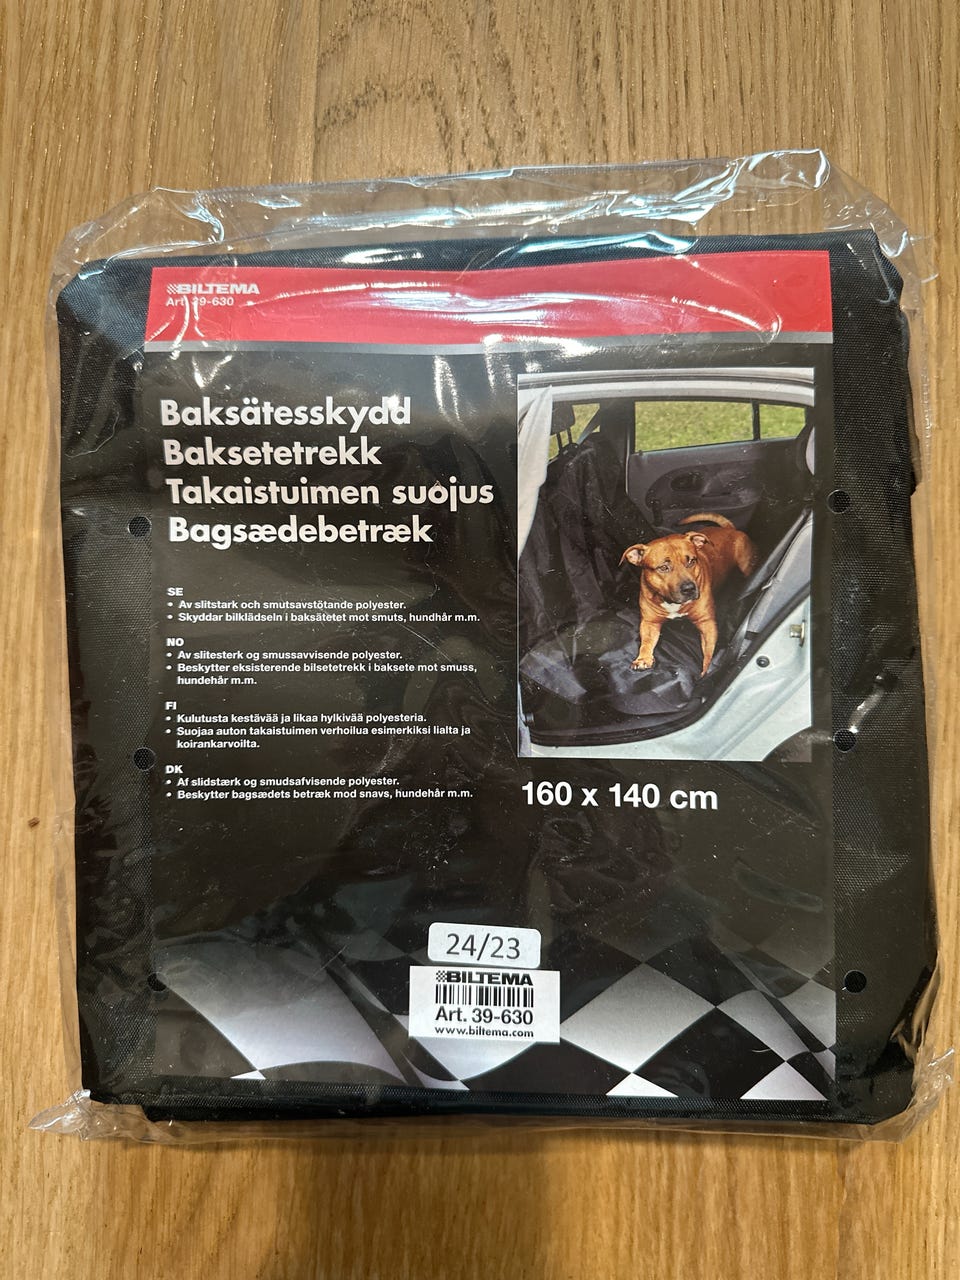 BILTEMA
Art. 39-630
Baksätesskydd
Baksetetrekk
Takaistuimen suojus
Bagsædebetræk
SE
• Av slitstark och smutsavstötande polyester.
• Skyddar bilklädseln i baksätetet mot smuts, hundhår m.m.
NO
• Av slitesterk og smussavvisende polyester.
• Beskytter eksisterende bilsetetrekk i baksete mot smuss,
hundehår m.m.
FI
• Kulutusta kestävää ja likaa hylkivää polyesteria.
• Suojaa auton takaistuimen verhoilua esimerkiksi lialta ja
koirankarvoilta.
DK
• Af slidstærk og smudsafvisende polyester.
• Beskytter bagsædets betræk mod snavs, hundehår m.m.
160 x 140 cm
24/23
BILTEMA
Art. 39-630
www.biltema.com